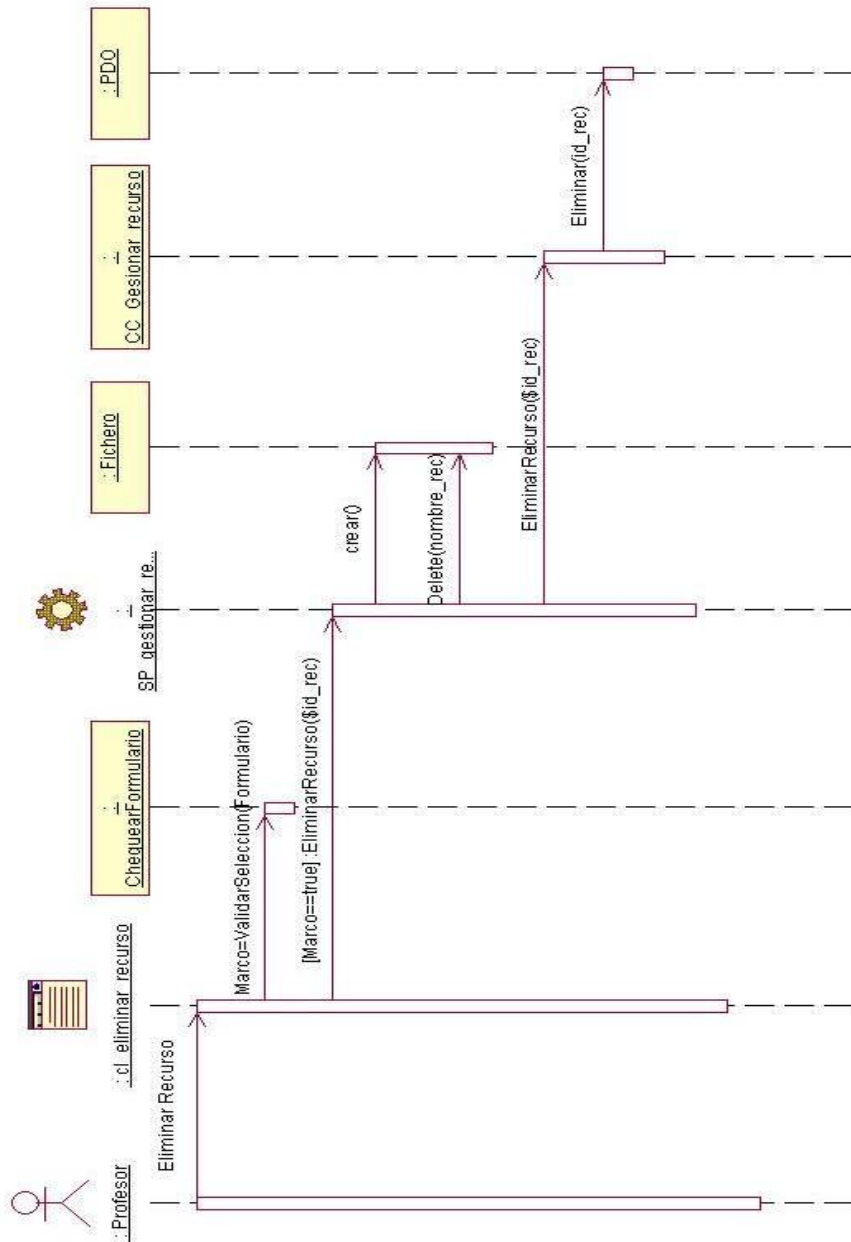 : Profesor
: cl_eliminar_recurso
:
ChequearFormulario
:
SP_gestionar_re...
: Fichero
:
CC_Gesionar_recurso
: PDO
Eliminar Recurso
Marco=ValidarSeleccion(Formulario)
[Marco==true] :EliminarRecurso($id_rec)
crear()
Delete(nombre_rec)
EliminarRecurso($id_rec)
Eliminar(id_rec)